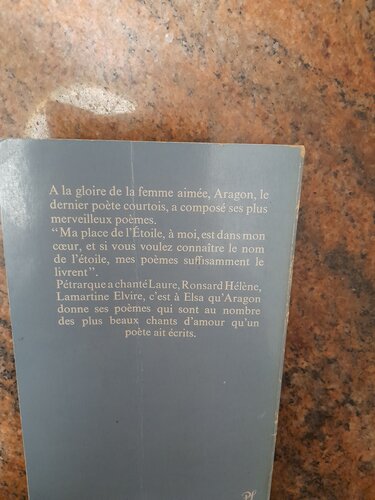 A la gloire de la femme aimée, Aragon, le
dernier poète courtois, a composé ses plus
merveilleux poèmes.
"Ma place de l'Étoile, à moi, est dans mon
cœur, et si vous voulez connaître le nom
de l'étoile, mes poèmes suffisamment le
livrent".
Pétrarque a chanté Laure, Ronsard Hélène,
Lamartine Elvire, c'est à Elsa qu'Aragon
donne ses poèmes qui sont au nombre
des plus beaux chants d'amour qu'un
poète ait écrits.